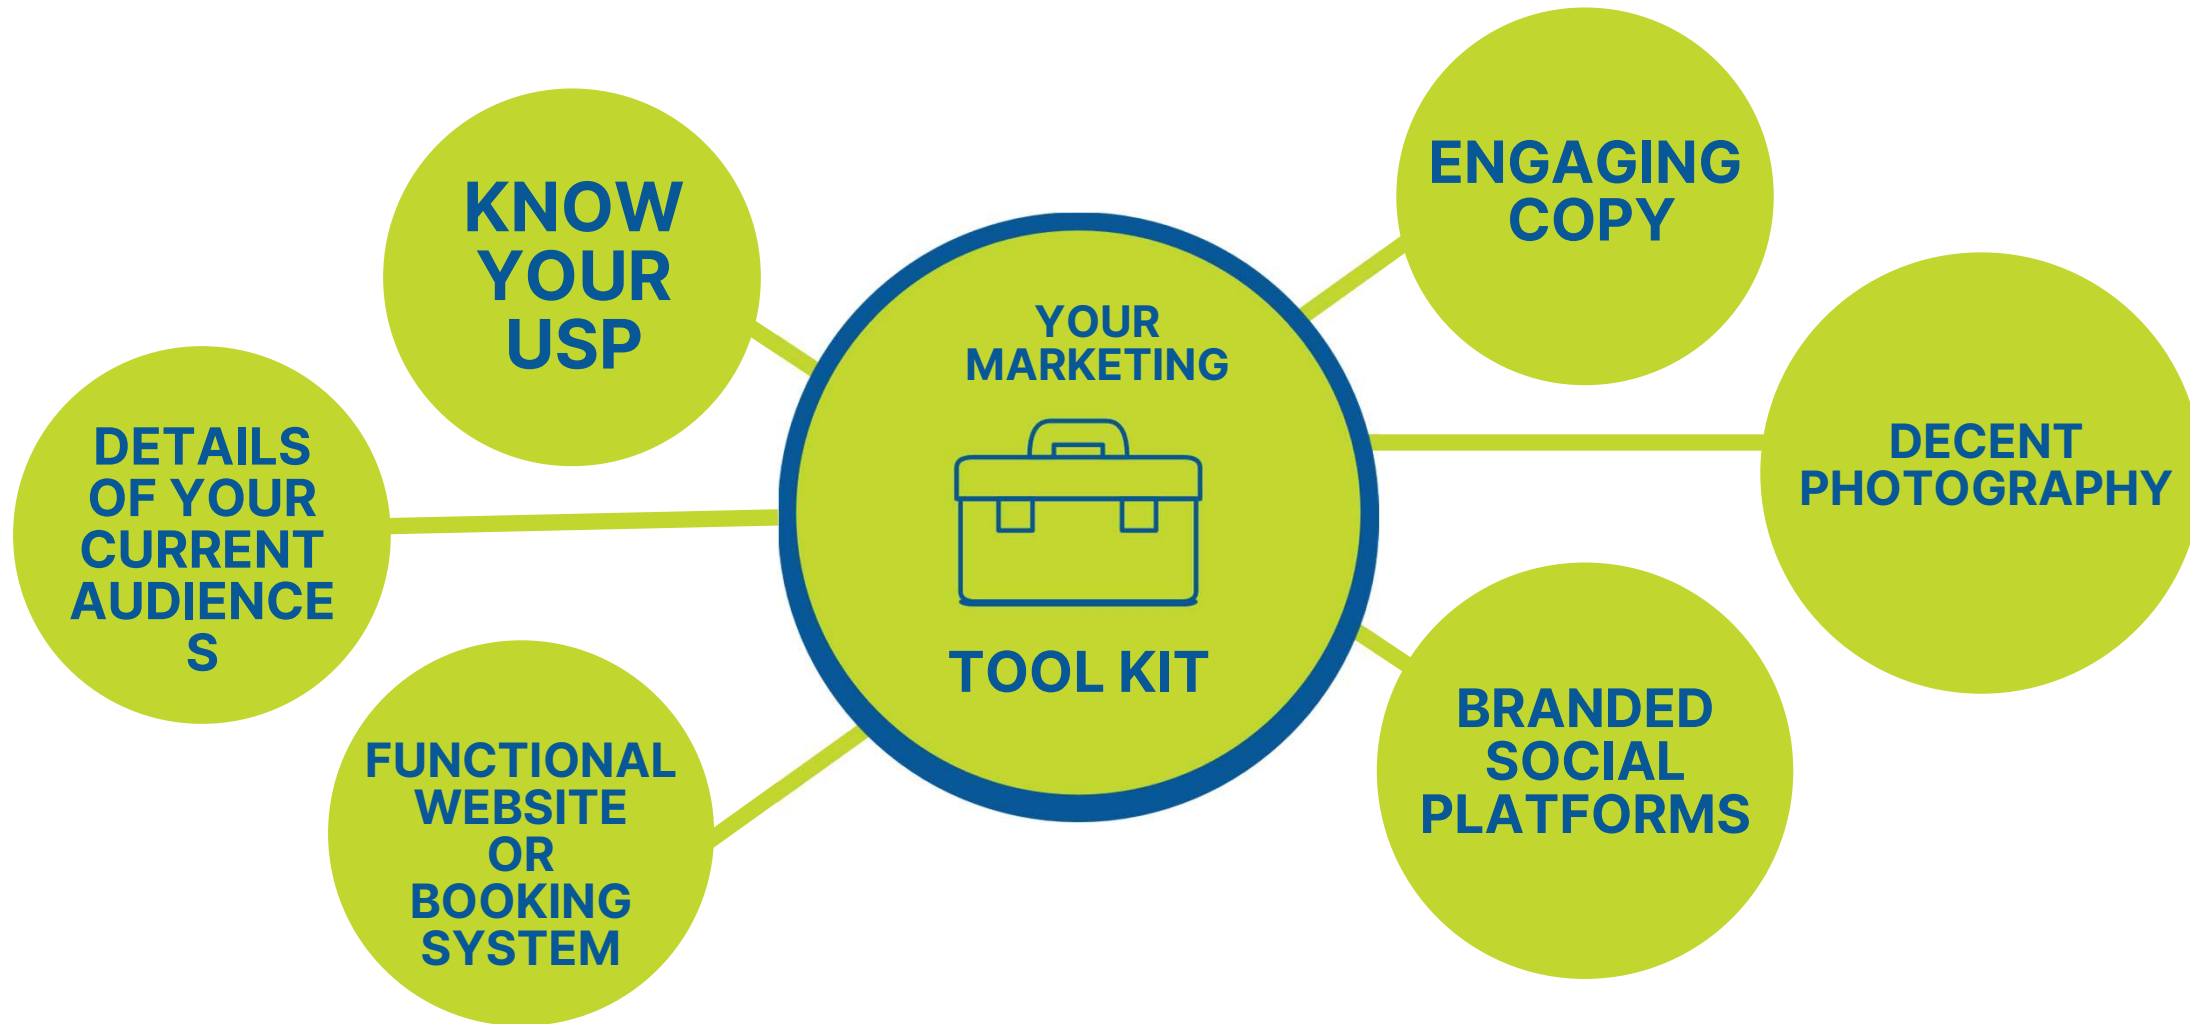 KNOW
YOUR
USP
DETAILS
OF YOUR
CURRENT
AUDIENCE
S
FUNCTIONAL
WEBSITE
OR
BOOKING
SYSTEM
YOUR
MARKETING
TOOL KIT
ENGAGING
COPY
DECENT
PHOTOGRAPHY
BRANDED
SOCIAL
PLATFORMS